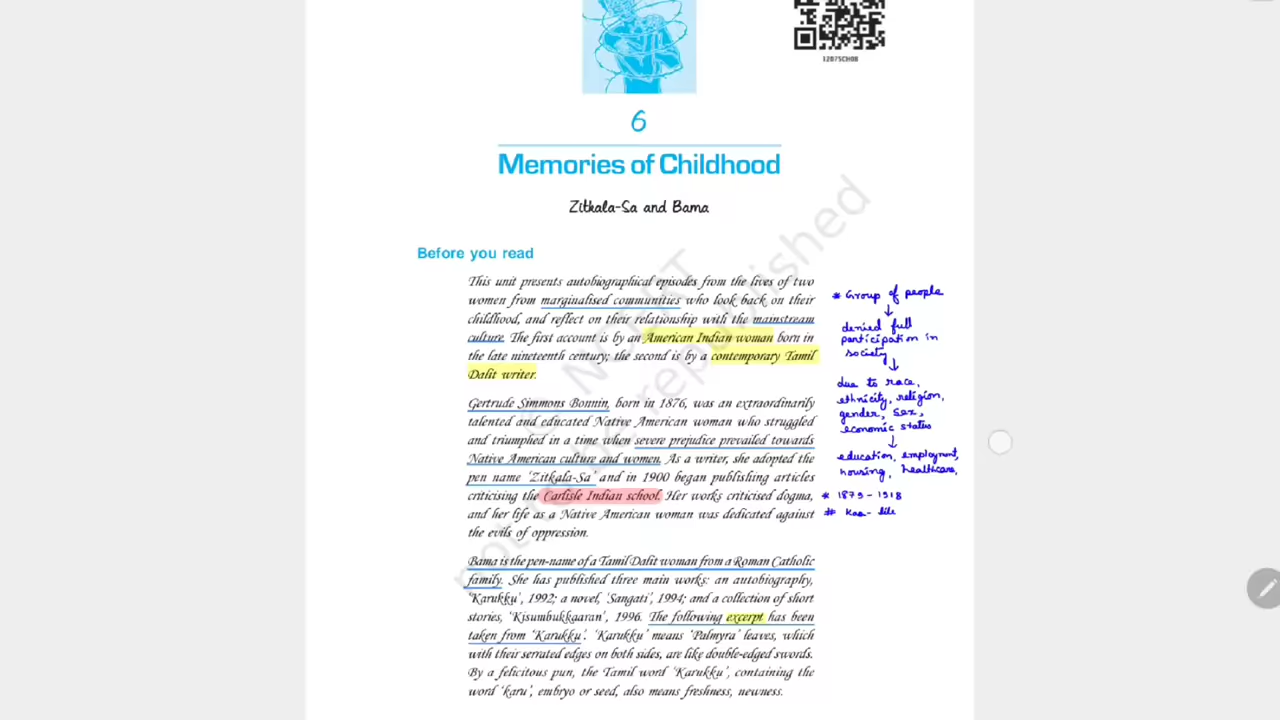 12075CH08
6
Memories of Childhood
Zitkala-Sa and Bama
Before you read
This unit presents autobiographical episodes from the lives of two
women from marginalised communities who look back on their
childhood, and reflect on their relationship with the mainstream
culture. The first account is by an American Indian woman born in
the late nineteenth century; the second is by a contemporary Tamil
Dalit writer.
Gertrude Simmons Bonnin, born in 1876, was an extraordinarily
talented and educated Native American woman who struggled
and triumphed in a time when severe prejudice prevailed towards
Native American culture and women. As a writer, she adopted the
pen name 'Zitkala-Sa' and in 1900 began publishing articles
criticising the Carlisle Indian school. Her works criticised dogma,
and her life as a Native American woman was dedicated against
the evils of oppression.
Bama is the pen-name of a Tamil Dalit woman from a Roman Catholic
family. She has published three main works: an autobiography,
'Karukku', 1992; a novel, 'Sangati', 1994; and a collection of short
stories, 'Kisumbukkaaran', 1996. The following excerpt has been
taken from 'Karukku'. 'Karukku' means 'Palmyra' leaves, which
with their serrated edges on both sides, are like double-edged swords.
By a felicitous pun, the Tamil word 'Karukku', containing the
word 'karu', embryo or seed, also means freshness, newness.
* Group of people
↓
denied full
participation in
society
↓
due to race,
ethnicity, religion,
gender, sex,
economic status
↓
education, employment,
housing, healthcare,
* 1879 - 1918
# Kaa- lile
not to be republished